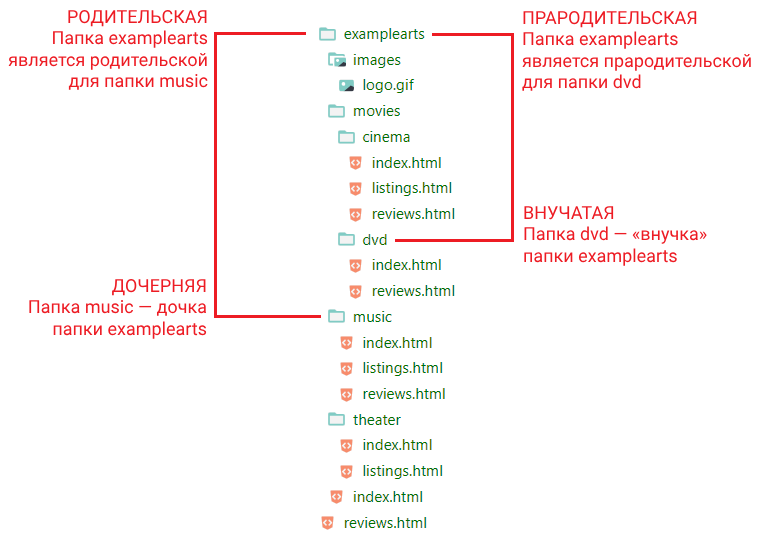 РОДИТЕЛЬСКАЯ
Папка examplearts
является родительской
для папки music
ПРАРОДИТЕЛЬСКАЯ
Папка examplearts
является прародительской
для папки dvd
examplearts
images
logo.gif
movies
cinema
index.html
listings.html
reviews.html
dvd
index.html
reviews.html
music
index.html
listings.html
reviews.html
theater
index.html
listings.html
index.html
reviews.html
ВНУЧАТАЯ
Папка dvd — «внучка»
папки examplearts
ДОЧЕРНЯЯ
Папка music — дочка
папки examplearts